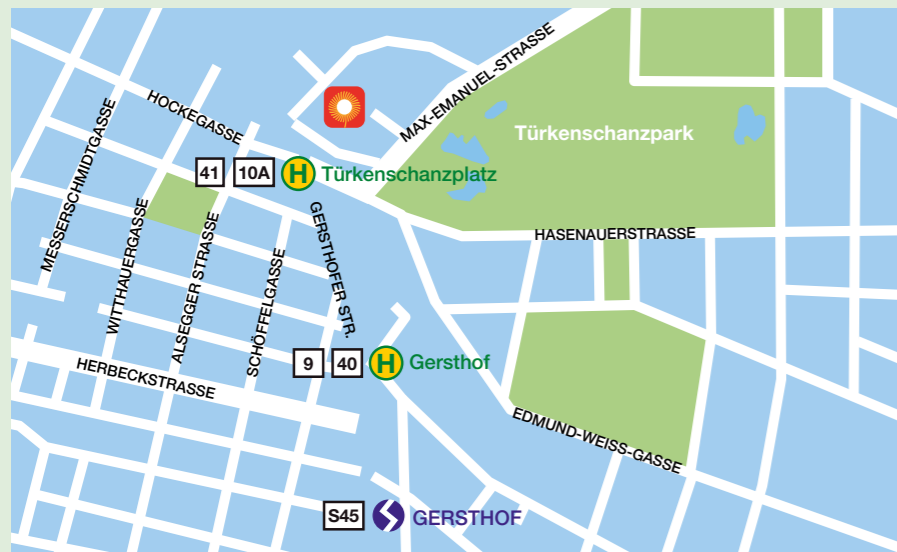 MAX-EMANUEL-STRASSE
HOCKEGASSE
MESSERSCHMIDTGASSE
Türkenschanzpark
41 10A H Türkenschanzplatz
WITTHAUERGASSE
ALSEGGER STRASSE
SCHÖFFELGASSE
GERSTHOFER STR.
HASENAUERSTRASSE
9 40 H Gersthof
HERBECKSTRASSE
EDMUND-WEISS-GASSE
S45 GERSTHOF